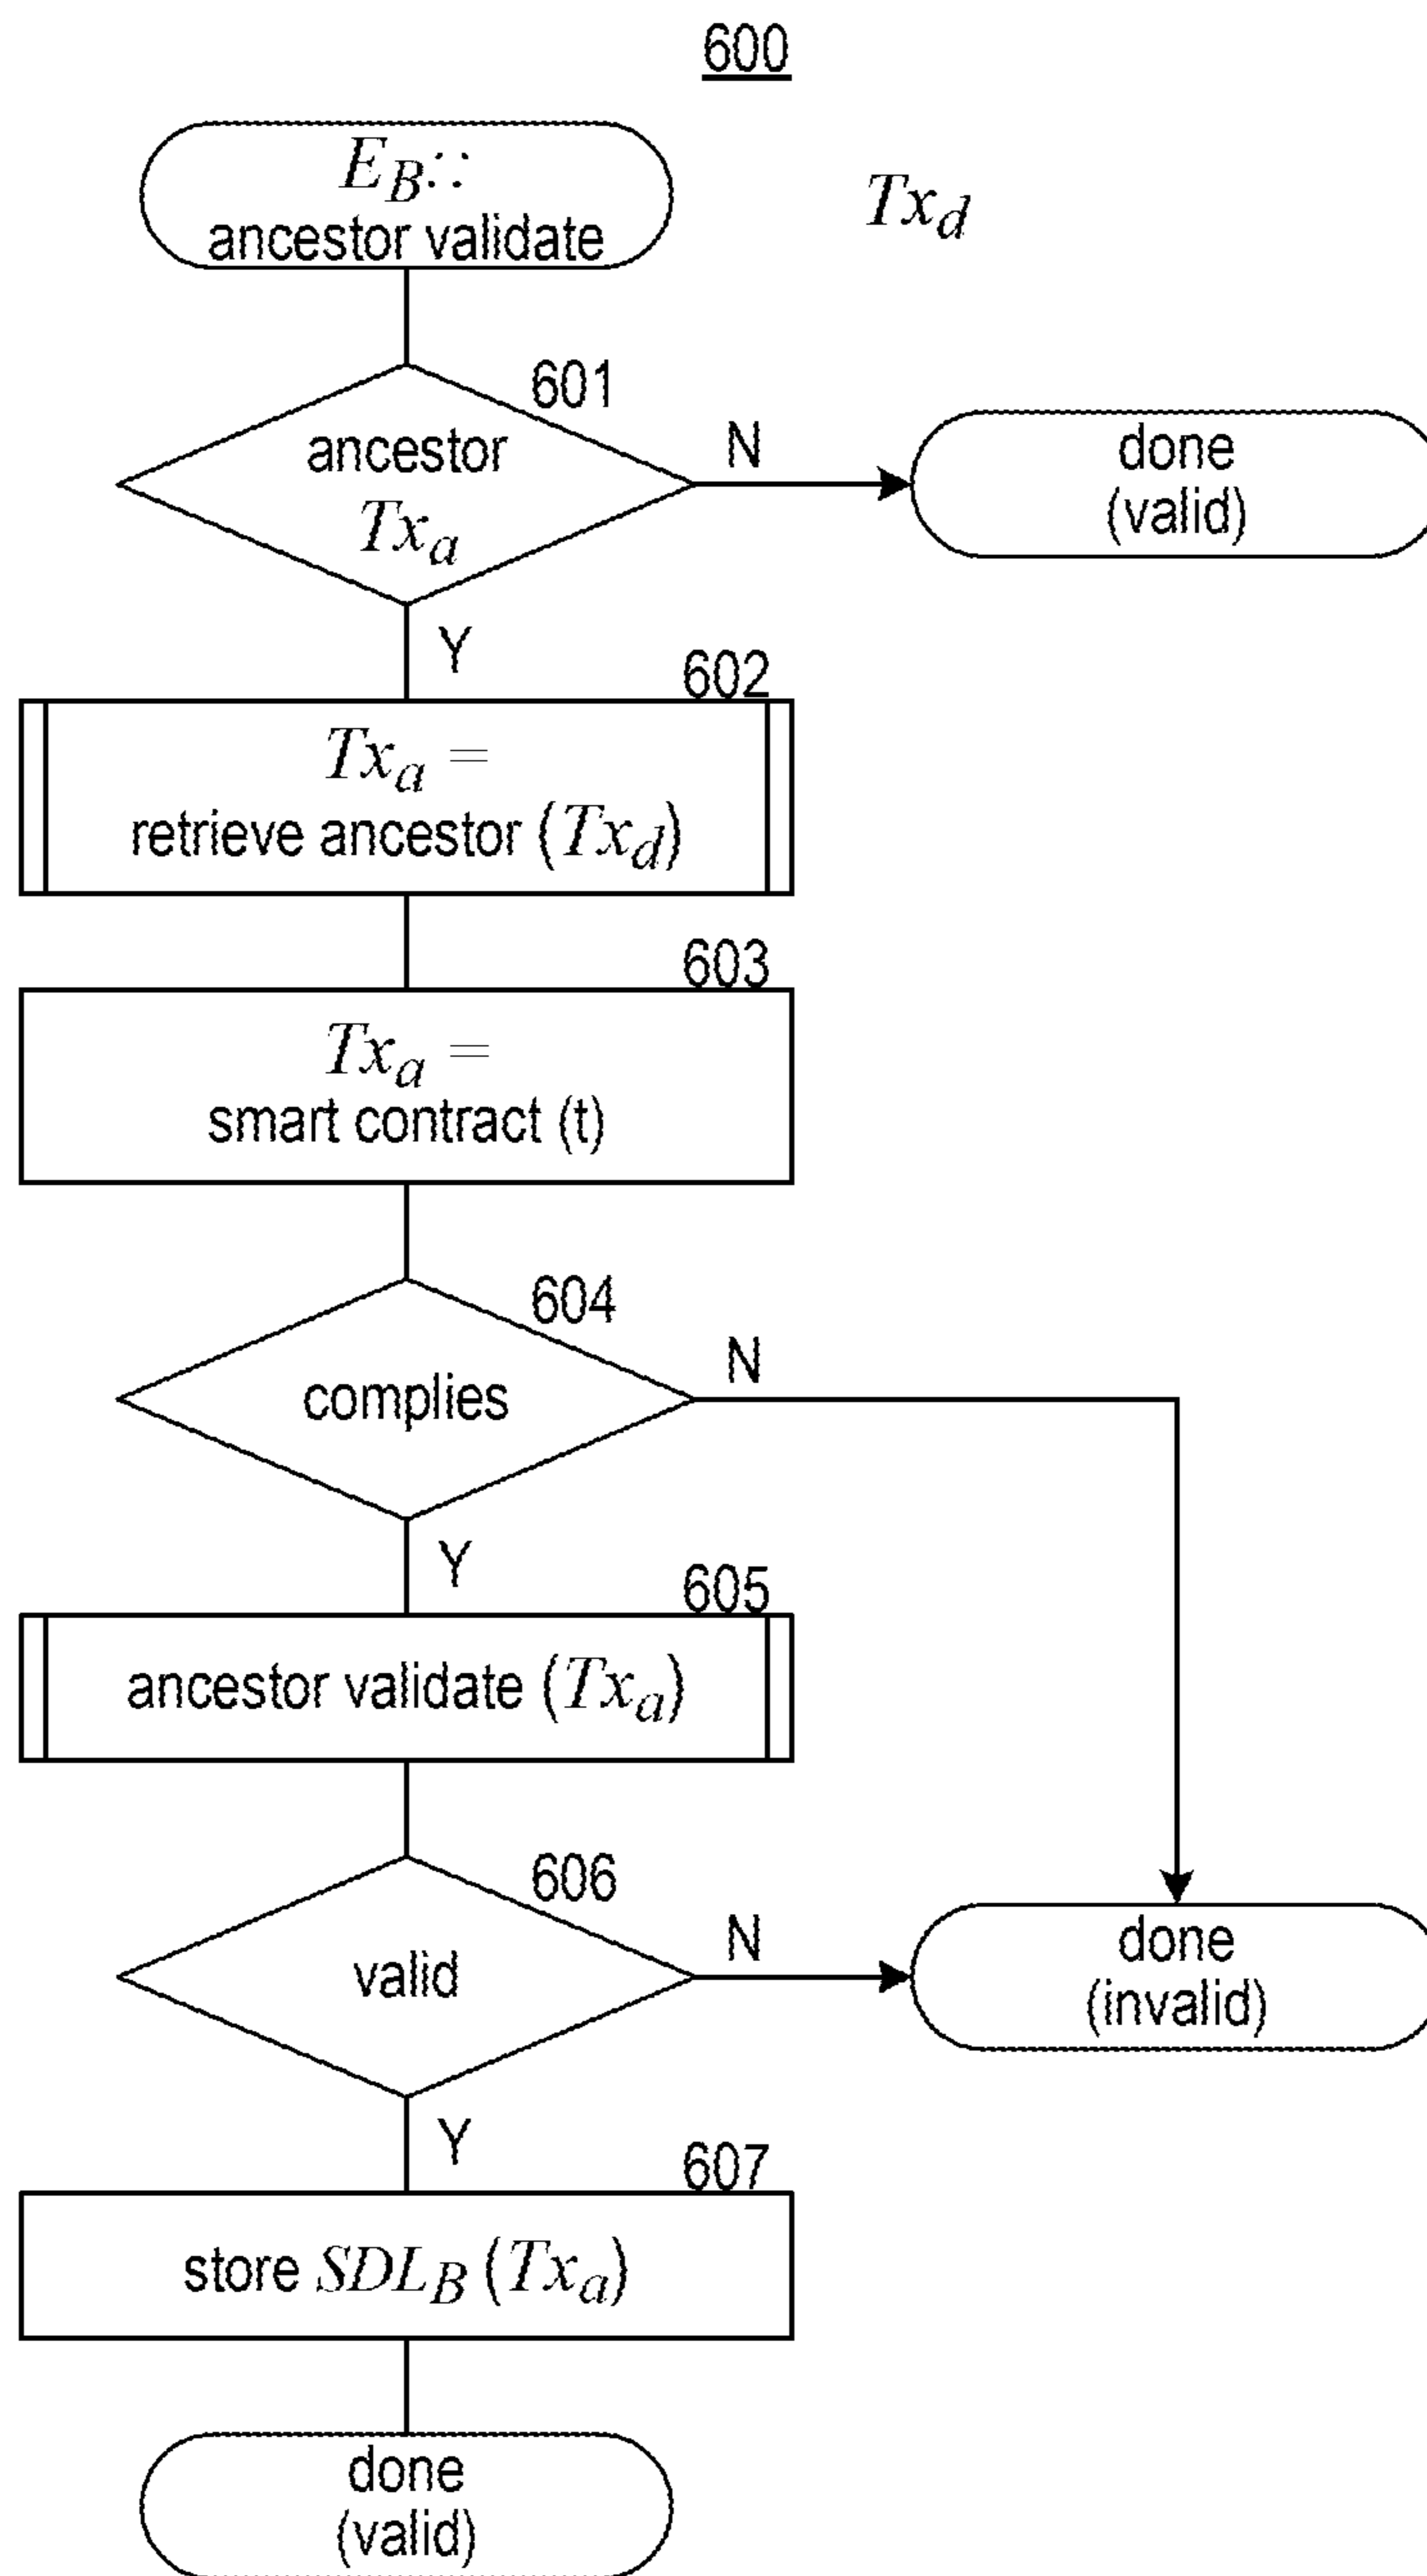 600
E_B::
ancestor validate
Tx_d
601
ancestor
Tx_a
N
done
(valid)
Y
602
Tx_a =
retrieve ancestor (Tx_d)
603
Tx_a =
smart contract (t)
604
complies
N
Y
605
ancestor validate (Tx_a)
606
valid
N
done
(invalid)
Y
607
store SDL_B (Tx_a)
done
(valid)